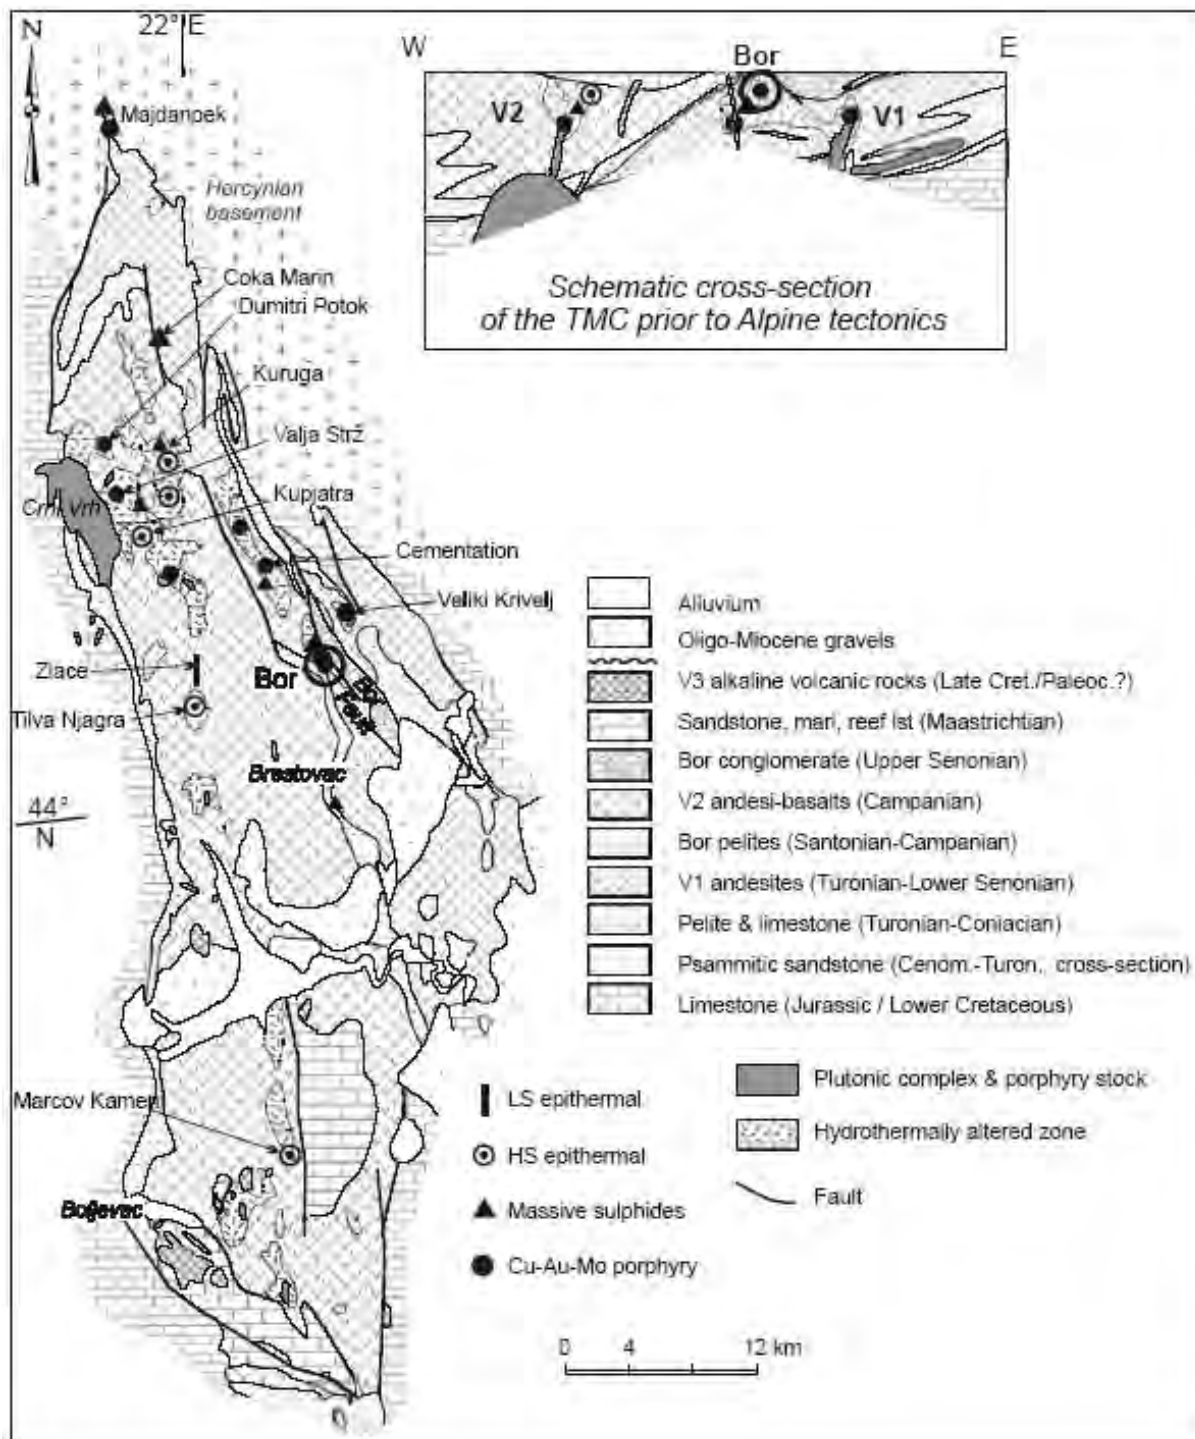 N
22° E
Majdanpek
Hercynian
basement
Coka Marin
Dumitri Potok
Kuruga
Valja Strž
Crni Vrh
Kupjatra
Cementation
Veliki Krivelj
Zlace
Bor
Bor
Fault
Tilva Njagra
Brestovac
44°
N
Marcov Kamen
Boljevac
W
Bor
E
V2
V1
Schematic cross-section
of the TMC prior to Alpine tectonics
Alluvium
Oligo-Miocene gravels
V3 alkaline volcanic rocks (Late Cret./Paleoc.?)
Sandstone, marl, reef lst (Maastrichtian)
Bor conglomerate (Upper Senonian)
V2 andesi-basalts (Campanian)
Bor pelites (Santonian-Campanian)
V1 andesites (Turonian-Lower Senonian)
Pelite & limestone (Turonian-Coniacian)
Psammitic sandstone (Cenom.-Turon., cross-section)
Limestone (Jurassic / Lower Cretaceous)
LS epithermal
HS epithermal
Massive sulphides
Cu-Au-Mo porphyry
Plutonic complex & porphyry stock
Hydrothermally altered zone
Fault
0 4 12 km